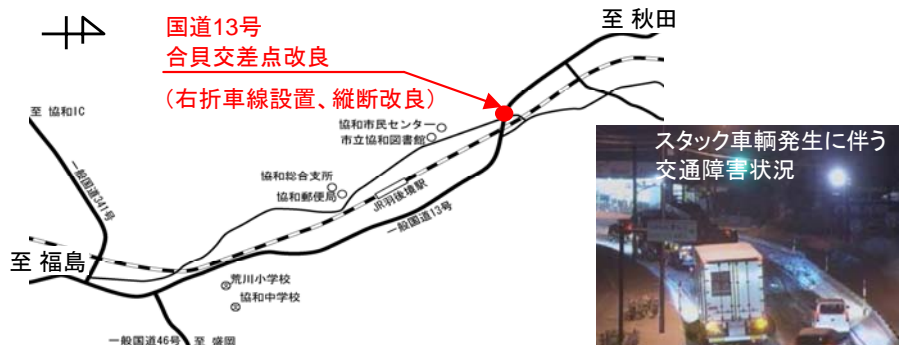 国道13号
合貝交差点改良
（右折車線設置、縦断改良）
至 秋田
至 協和IC
一般国道341号
協和市民センター
市立協和図書館
協和総合支所
協和郵便局
JR羽後境駅
一般国道13号
至 福島
荒川小学校
協和中学校
一般国道46号
至 盛岡
スタック車輌発生に伴う
交通障害状況